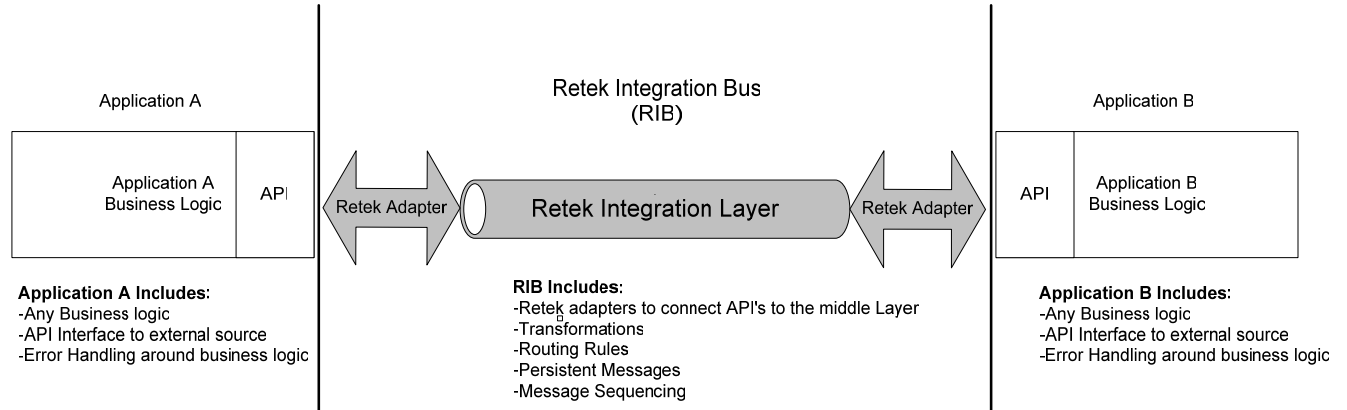 Application A
Application A
Business Logic
API
Application A Includes:
-Any Business logic
-API Interface to external source
-Error Handling around business logic
Retek Integration Bus
(RIB)
Retek Adapter
Retek Integration Layer
Retek Adapter
RIB Includes:
-Retek adapters to connect API's to the middle Layer
-Transformations
-Routing Rules
-Persistent Messages
-Message Sequencing
Application B
API
Application B
Business Logic
Application B Includes:
-Any Business logic
-API Interface to external source
-Error Handling around business logic